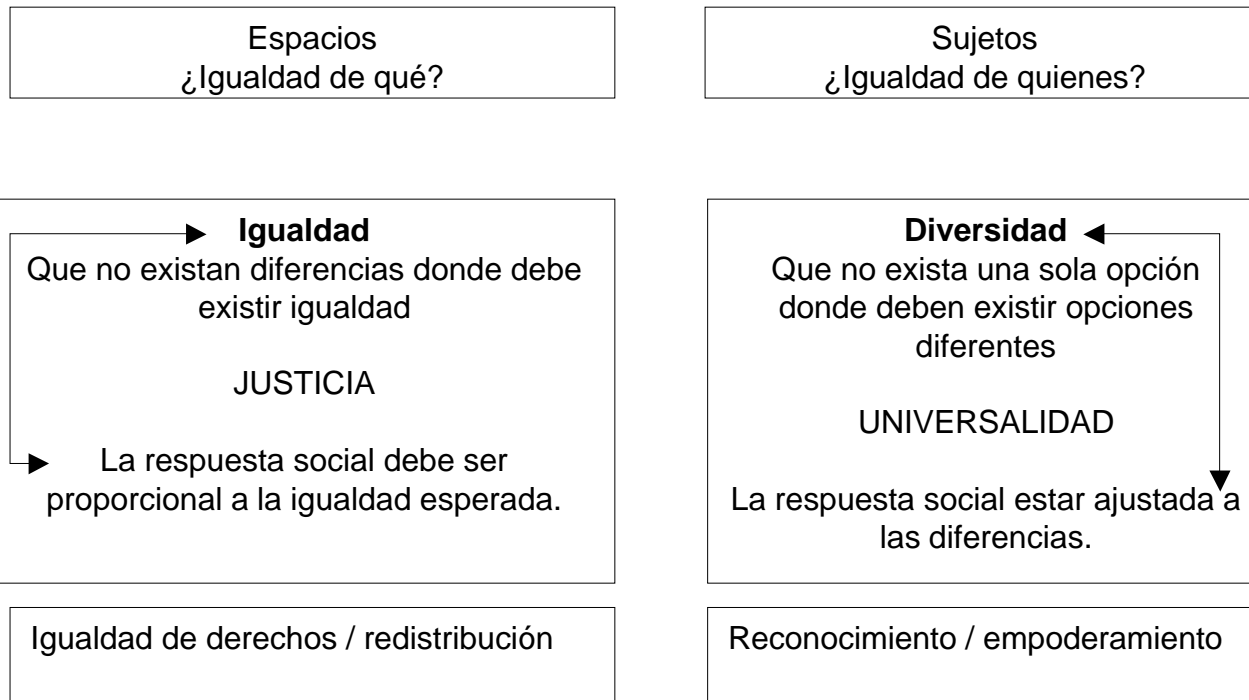 Espacios
¿Igualdad de qué?
Sujetos
¿Igualdad de quienes?
Igualdad
Que no existan diferencias donde debe
existir igualdad
JUSTICIA
La respuesta social debe ser
proporcional a la igualdad esperada.
Diversidad
Que no exista una sola opción
donde deben existir opciones
diferentes
UNIVERSALIDAD
La respuesta social estar ajustada a
las diferencias.
Igualdad de derechos / redistribución
Reconocimiento / empoderamiento